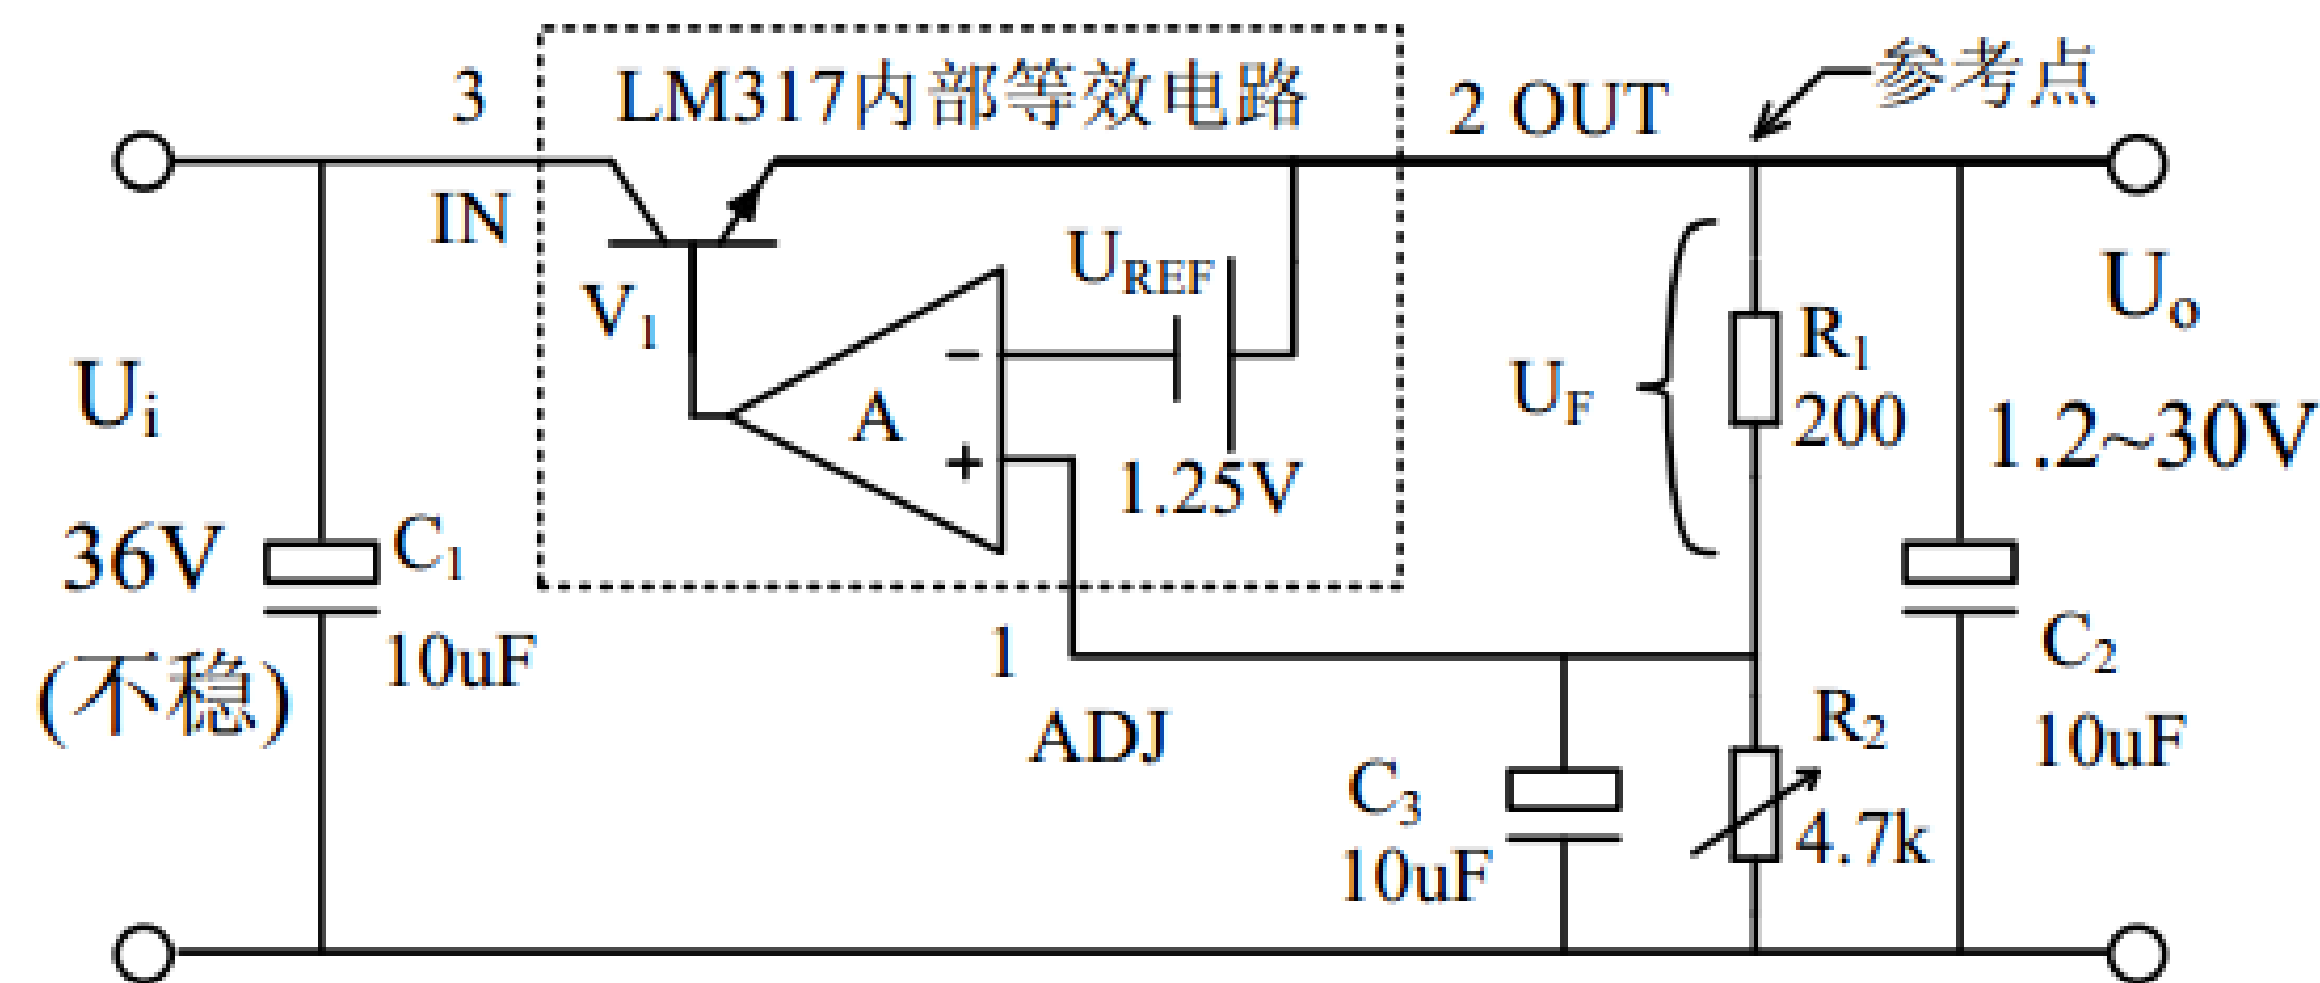 3
LM317内部等效电路
2 OUT
参考点
IN
V1
UREF
1.25V
A
−
+
Ui
36V
(不稳)
C1
10uF
UF
R1
200
Uo
1.2~30V
1
ADJ
C3
10uF
R2
4.7k
C2
10uF